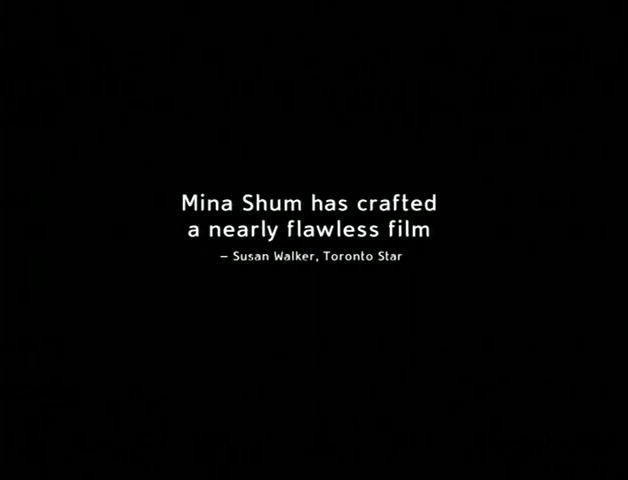 Mina Shum has crafted
a nearly flawless film
– Susan Walker, Toronto Star